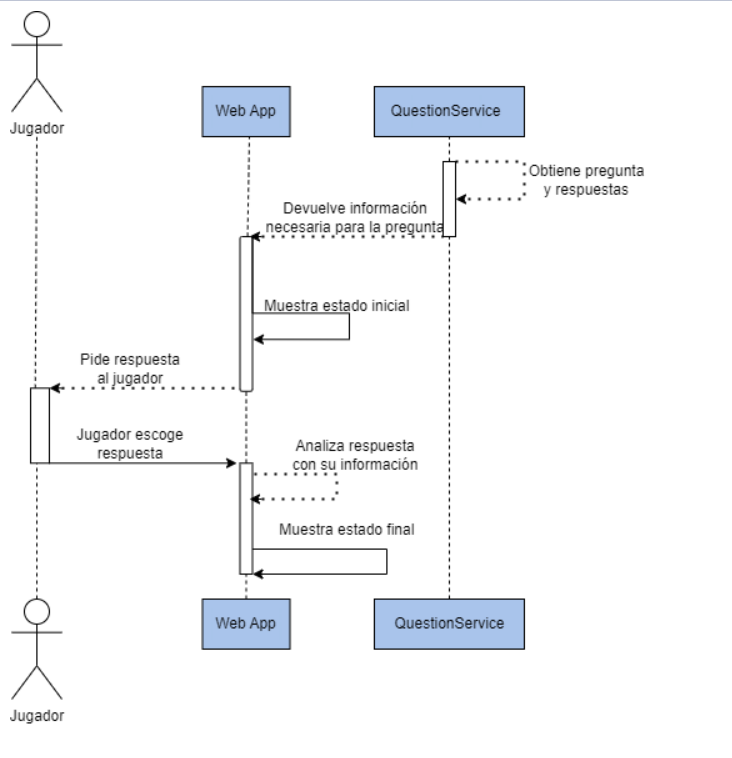 Jugador
Web App
QuestionService
Obtiene pregunta
y respuestas
Devuelve información
necesaria para la pregunta
Muestra estado inicial
Pide respuesta
al jugador
Jugador escoge
respuesta
Analiza respuesta
con su información
Muestra estado final
Web App
QuestionService
Jugador